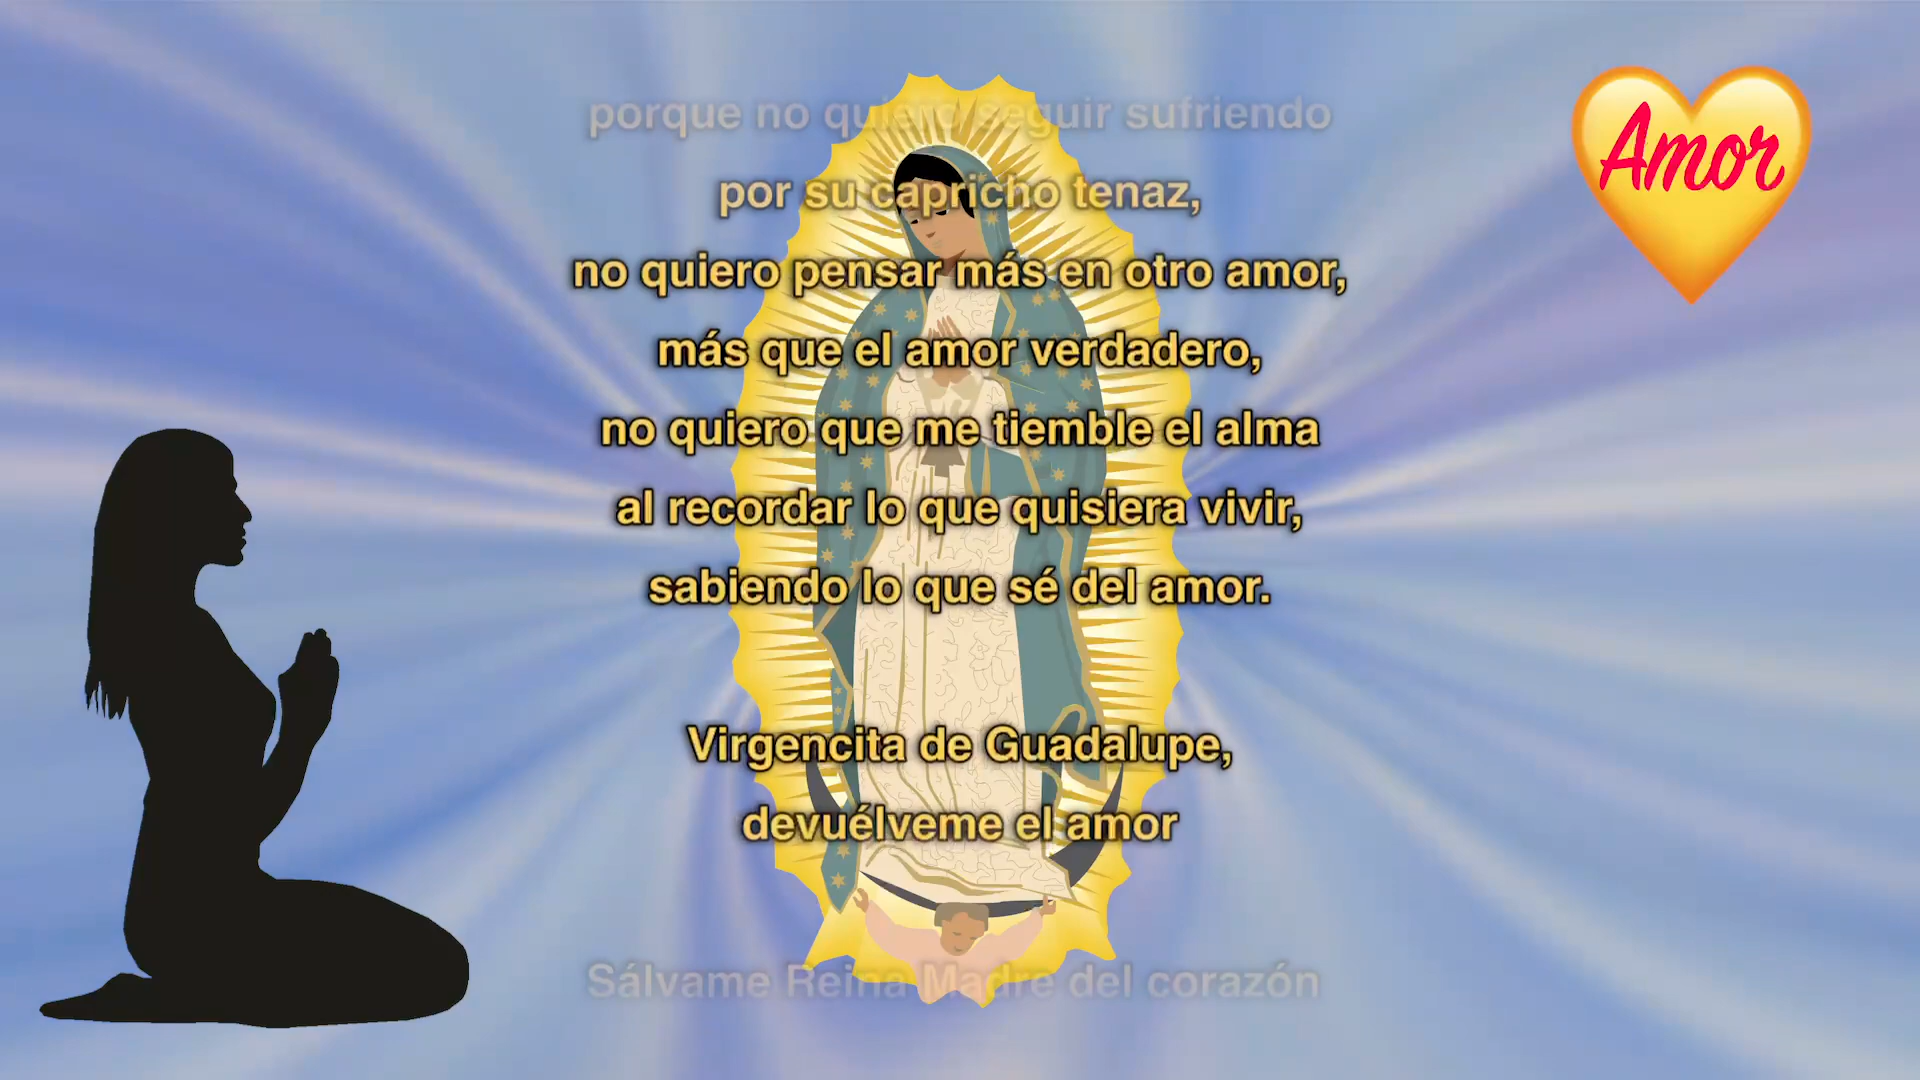 porque no quiero seguir sufriendo
por su capricho tenaz,
no quiero pensar más en otro amor,
más que el amor verdadero,
no quiero que me tiemble el alma
al recordar lo que quisiera vivir,
sabiendo lo que sé del amor.
Virgencita de Guadalupe,
devuélveme el amor
Sálvame Reina Madre del corazón
Amor